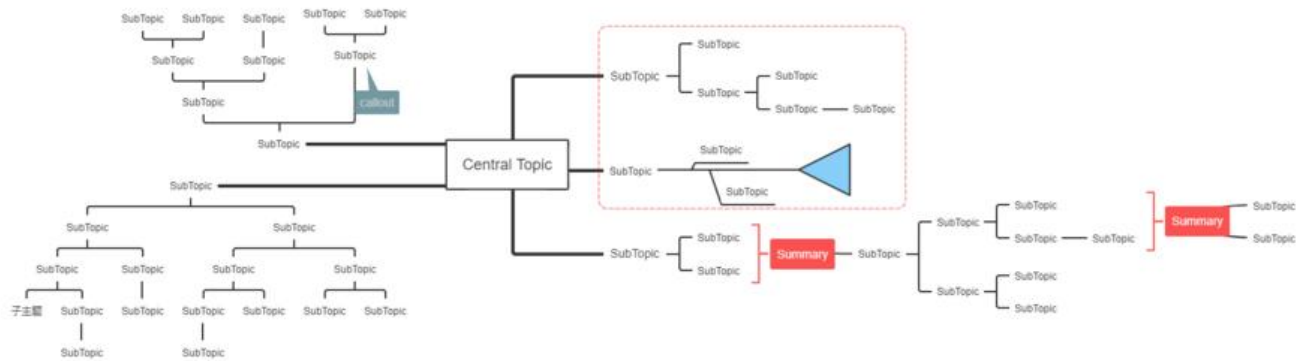 SubTopic SubTopic SubTopic SubTopic SubTopic
SubTopic SubTopic SubTopic
callout
SubTopic
SubTopic
Central Topic
SubTopic
SubTopic SubTopic
SubTopic SubTopic SubTopic SubTopic
子主题 SubTopic SubTopic SubTopic SubTopic SubTopic SubTopic
SubTopic SubTopic
SubTopic
SubTopic
SubTopic
SubTopic
SubTopic SubTopic
SubTopic
SubTopic
SubTopic
SubTopic
SubTopic
SubTopic
Summary
SubTopic
SubTopic
SubTopic
SubTopic SubTopic
SubTopic
SubTopic
SubTopic
Summary
SubTopic
SubTopic